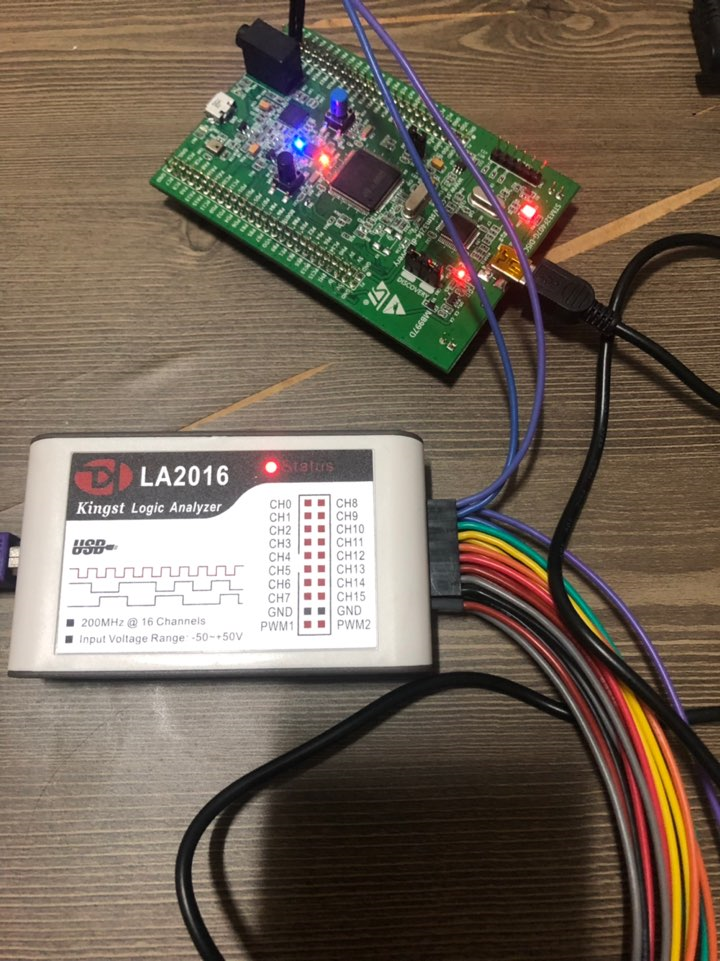 DISCOVERY
MB997D
LA2016
Status
Kingst Logic Analyzer
USB
CH0 CH8
CH1 CH9
CH2 CH10
CH3 CH11
CH4 CH12
CH5 CH13
CH6 CH14
CH7 CH15
GND GND
PWM1 PWM2
200MHz @ 16 Channels
Input Voltage Range: -50~+50V